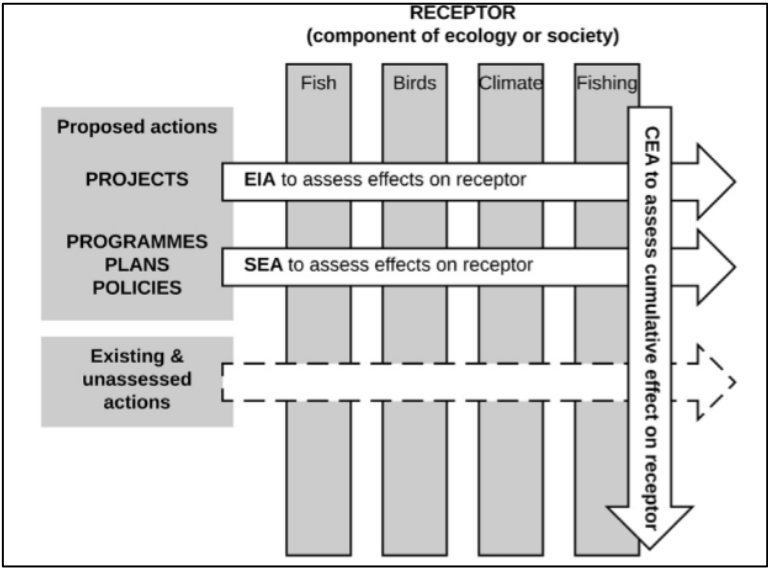 RECEPTOR
(component of ecology or society)
Fish
Birds
Climate
Fishing
Proposed actions
PROJECTS
EIA to assess effects on receptor
PROGRAMMES
PLANS
POLICIES
SEA to assess effects on receptor
Existing &
unassessed
actions
CEA to assess cumulative effect on receptor